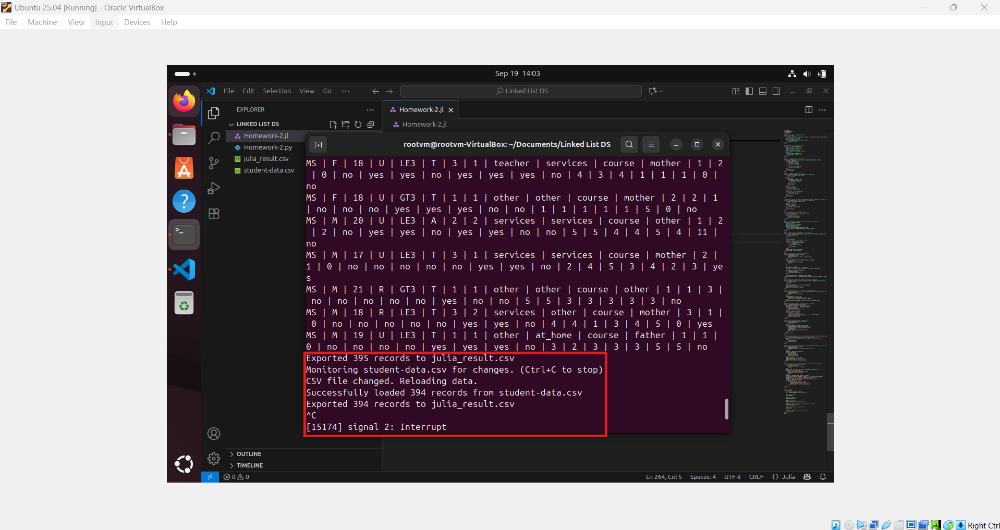 Ubuntu 25.04 [Running] - Oracle VirtualBox
File Machine View Input Devices Help
Sep 19 14:03
File Edit Selection View Go ··· Linked List DS
EXPLORER
Homework-2.jl
LINKED LIST DS
Homework-2.jl
Homework-2.jl
Homework-2.py
julia_result.csv
student-data.csv
rootvm@rootvm-VirtualBox: ~/Documents/Linked List DS
MS | F | 18 | U | LE3 | T | 3 | 1 | teacher | services | course | mother | 1 | 2
| 0 | no | yes | yes | no | yes | yes | yes | no | 4 | 3 | 4 | 1 | 1 | 1 | 0 |
no
MS | F | 18 | U | GT3 | T | 1 | 1 | other | other | course | mother | 2 | 2 | 1
| no | no | no | yes | yes | yes | no | no | 1 | 1 | 1 | 1 | 1 | 5 | 0 | no
MS | M | 20 | U | LE3 | A | 2 | 2 | services | services | course | other | 1 | 2
| 2 | no | yes | yes | no | yes | yes | no | no | 5 | 5 | 4 | 4 | 5 | 4 | 11 |
no
MS | M | 17 | U | LE3 | T | 3 | 1 | services | services | course | mother | 2 |
1 | 0 | no | no | no | no | no | yes | yes | no | 2 | 4 | 5 | 3 | 4 | 2 | 3 | ye
s
MS | M | 21 | R | GT3 | T | 1 | 1 | other | other | course | other | 1 | 1 | 3 |
no | no | no | no | no | yes | no | no | 5 | 5 | 3 | 3 | 3 | 3 | 3 | no
MS | M | 18 | R | LE3 | T | 3 | 2 | services | other | course | mother | 3 | 1 |
0 | no | no | no | no | no | yes | yes | no | 4 | 4 | 1 | 3 | 4 | 5 | 0 | yes
MS | M | 19 | U | LE3 | T | 1 | 1 | other | at_home | course | father | 1 | 1 |
0 | no | no | no | no | yes | yes | yes | no | 3 | 2 | 3 | 3 | 3 | 5 | 5 | no
Exported 395 records to julia_result.csv
Monitoring student-data.csv for changes. (Ctrl+C to stop)
CSV file changed. Reloading data.
Successfully loaded 394 records from student-data.csv
Exported 394 records to julia_result.csv
^C
[15174] signal 2: Interrupt
OUTLINE
TIMELINE
0 0 Ln 264, Col 5 Spaces: 4 UTF-8 CRLF {} Julia
Right Ctrl